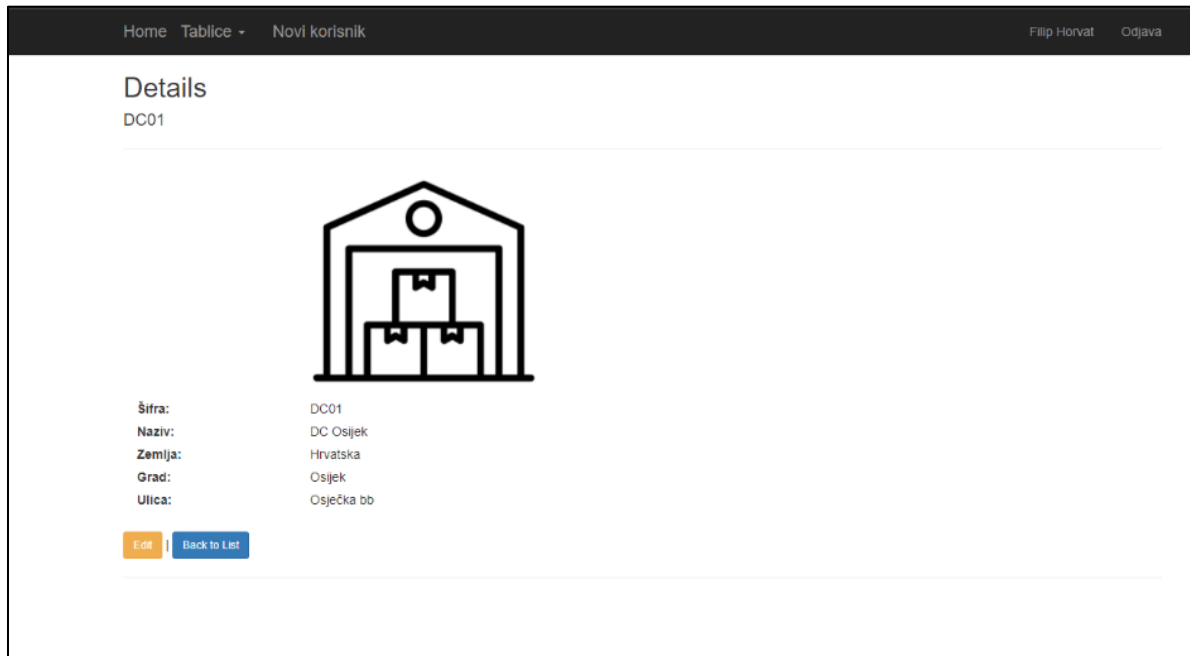 Home Tablice Novi korisnik Filip Horvat Odjava
Details
DC01
Šifra: DC01
Naziv: DC Osijek
Zemlja: Hrvatska
Grad: Osijek
Ulica: Osječka bb
Edit | Back to List